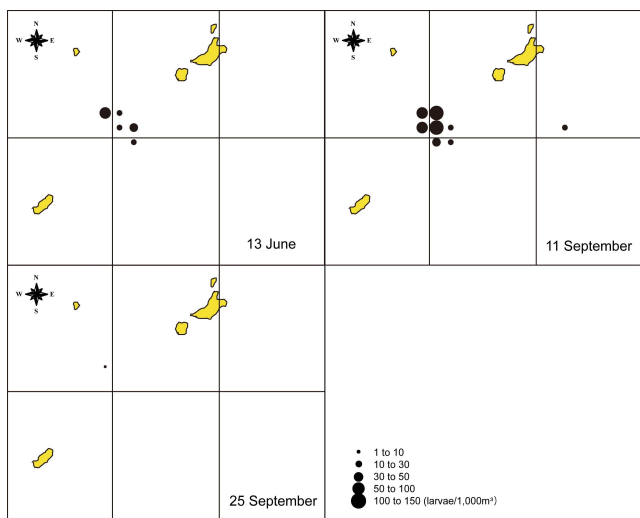 N
W E
S
N
W E
S
13 June
11 September
N
W E
S
25 September
1 to 10
10 to 30
30 to 50
50 to 100
100 to 150 (larvae/1,000m³)